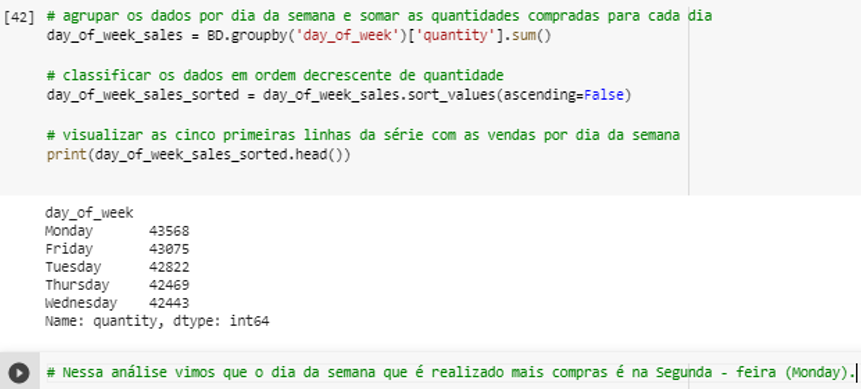 [42] # agrupar os dados por dia da semana e somar as quantidades compradas para cada dia
day_of_week_sales = BD.groupby('day_of_week')['quantity'].sum()
# classificar os dados em ordem decrescente de quantidade
day_of_week_sales_sorted = day_of_week_sales.sort_values(ascending=False)
# visualizar as cinco primeiras linhas da série com as vendas por dia da semana
print(day_of_week_sales_sorted.head())
day_of_week
Monday 43568
Friday 43075
Tuesday 42822
Thursday 42469
Wednesday 42443
Name: quantity, dtype: int64
# Nessa análise vimos que o dia da semana que é realizado mais compras é na Segunda - feira (Monday).